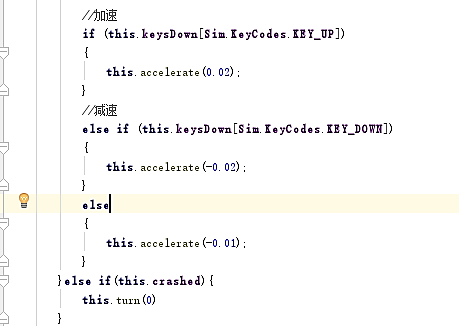 //加速
if (this.keysDown[Sim.KeyCodes.KEY_UP])
{
this.accelerate(0.02);
}
//减速
else if (this.keysDown[Sim.KeyCodes.KEY_DOWN])
{
this.accelerate(-0.02);
}
else
{
this.accelerate(-0.01);
}
}else if(this.crashed){
this.turn(0)
}